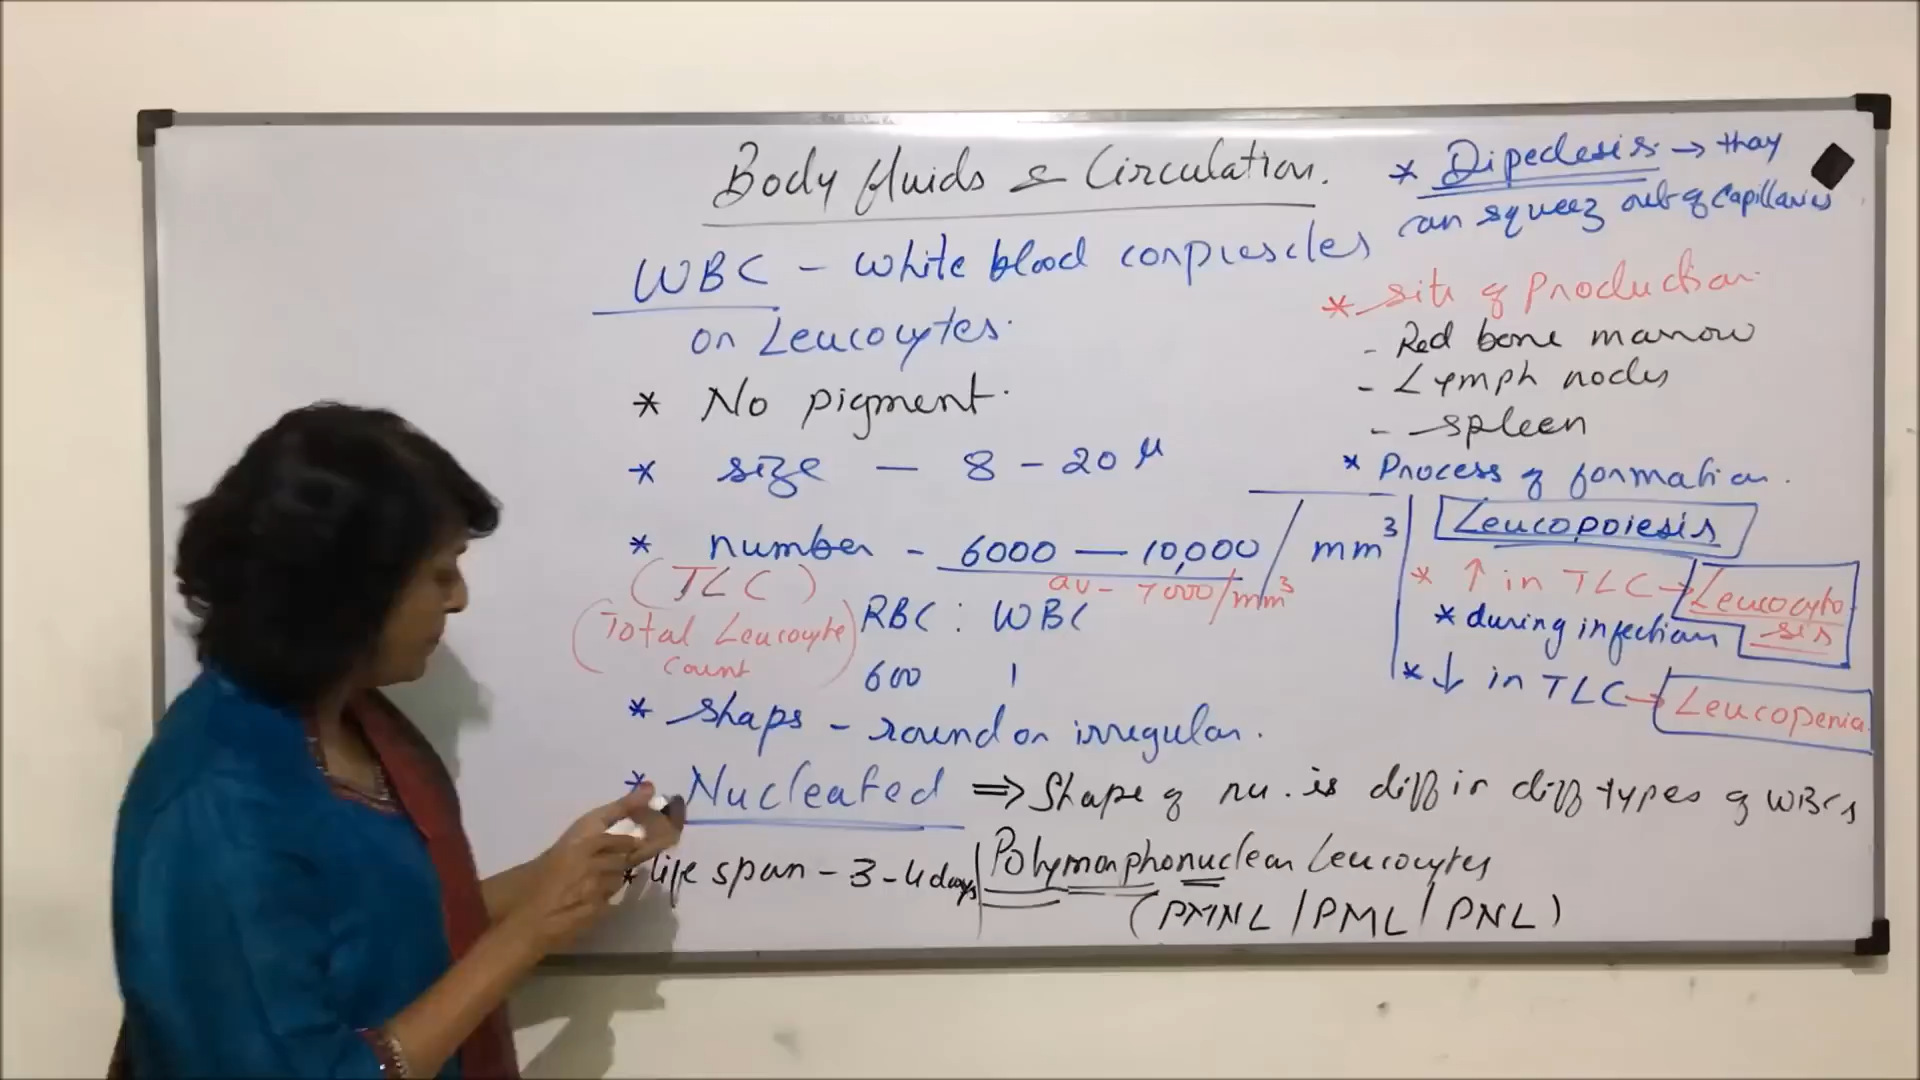 Body fluids & Circulation.
WBC - White blood corpuscles
or Leucocytes.
* No pigment.
* size — 8 - 20 µ
* number - 6000 — 10,000 / mm³
(TLC)
av - 7000/mm³
(Total Leucocyte
Count)
RBC : WBC
600 1
* shaps - round or irregular.
* Nucleated => Shape of nu. is diff in diff types of WBCs
* life span - 3-4 days
Polymorphonuclear Leucocytes
(PMNL / PML / PNL)
* Dipedesis → they
can squeez out of Capillaries
* site of Production
- Red bone marrow
- Lymph nodes
- spleen
* Process of formation.
Leucopoiesis
* ↑ in TLC → Leucocyto
sis
* during infection
* ↓ in TLC → Leucopenia